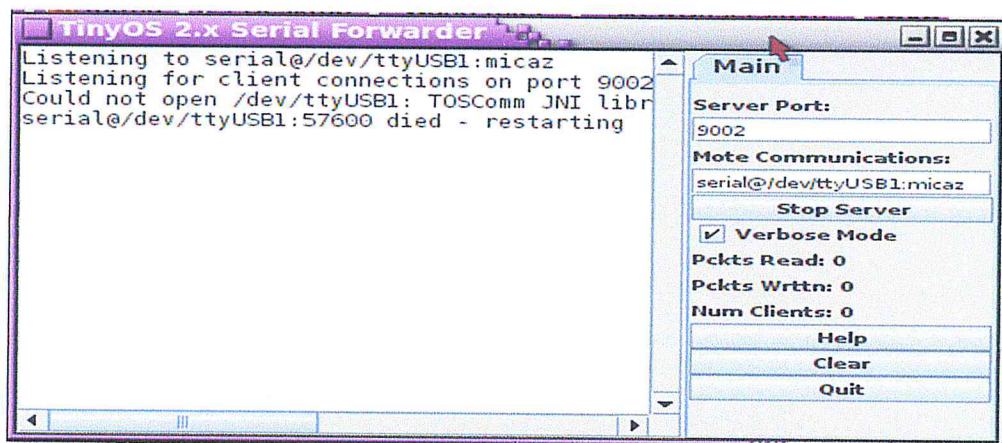 TinyOS 2.x Serial Forwarder
Listening to serial@/dev/ttyUSB1:micaz
Listening for client connections on port 9002
Could not open /dev/ttyUSB1: TOSComm JNI libr
serial@/dev/ttyUSB1:57600 died - restarting
Main
Server Port:
9002
Mote Communications:
serial@/dev/ttyUSB1:micaz
Stop Server
Verbose Mode
Pckts Read: 0
Pckts Wrttn: 0
Num Clients: 0
Help
Clear
Quit